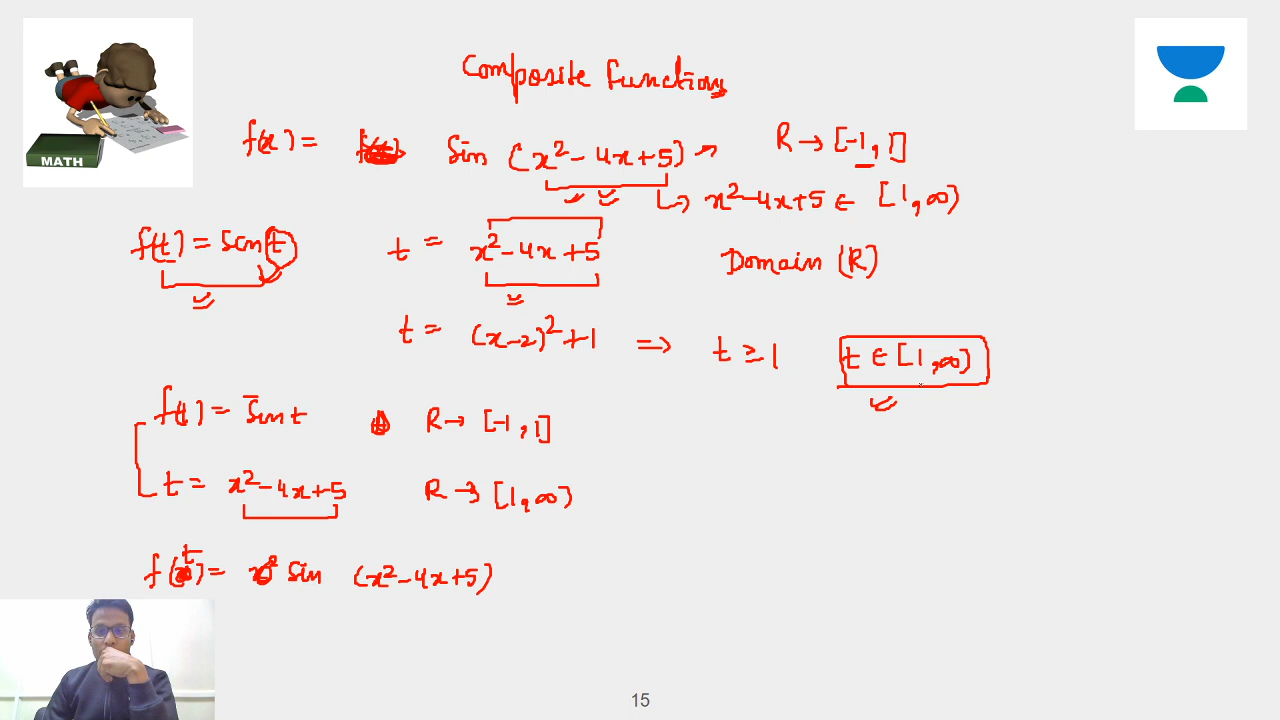 Composite Functions
MATH
f(x) = sin (x² - 4x + 5) → R → [-1, 1]
↳ x² - 4x + 5 ∈ [1, ∞)
f(t) = sin t t = x² - 4x + 5 Domain (R)
t = (x-2)² + 1 ⇒ t ≥ 1 t ∈ [1, ∞)
f(t) = sin t R → [-1, 1]
t = x² - 4x + 5 R → [1, ∞)
f(t) = sin (x² - 4x + 5)
15